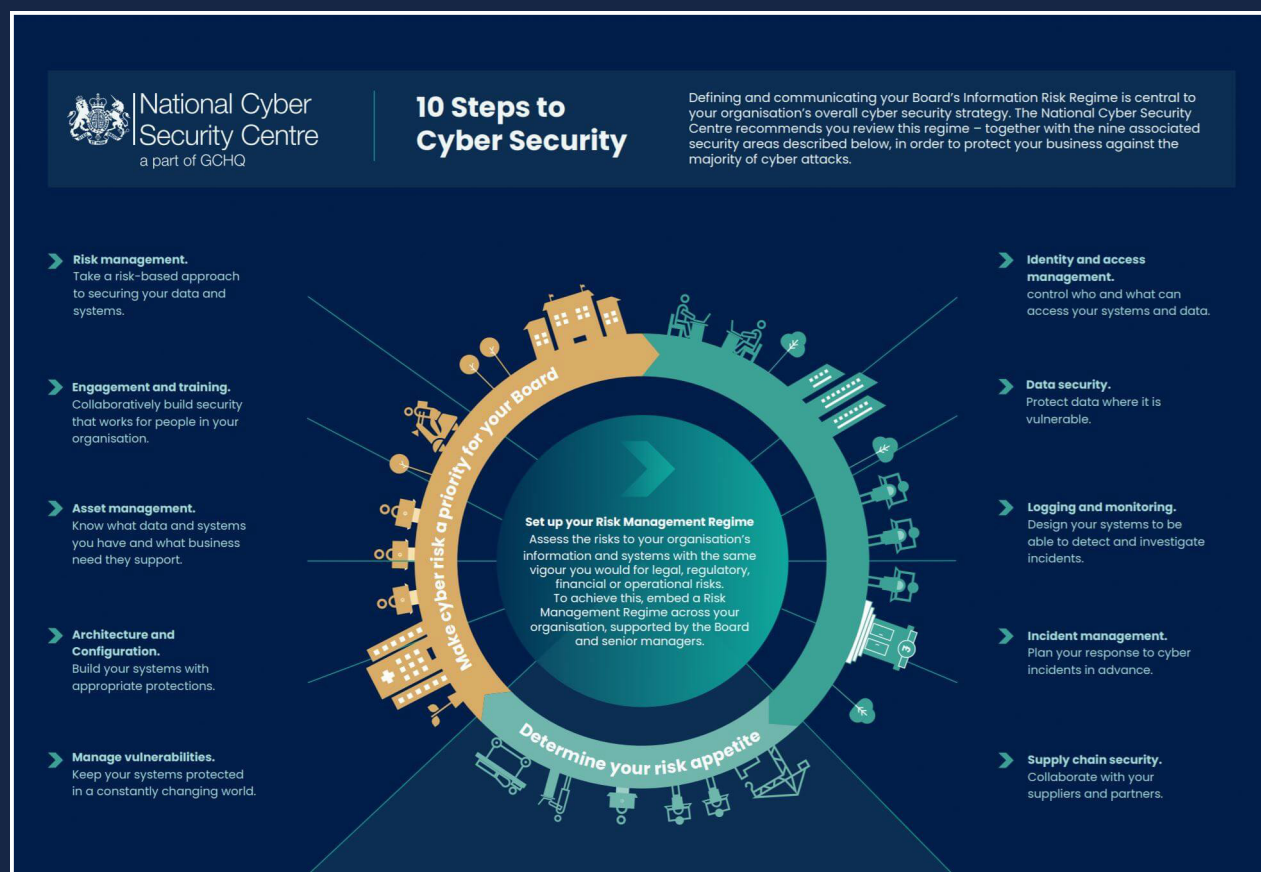 National Cyber
Security Centre
a part of GCHQ
10 Steps to
Cyber Security
Defining and communicating your Board's Information Risk Regime is central to
your organisation's overall cyber security strategy. The National Cyber Security
Centre recommends you review this regime – together with the nine associated
security areas described below, in order to protect your business against the
majority of cyber attacks.
Risk management.
Take a risk-based approach
to securing your data and
systems.
Engagement and training.
Collaboratively build security
that works for people in your
organisation.
Asset management.
Know what data and systems
you have and what business
need they support.
Architecture and
Configuration.
Build your systems with
appropriate protections.
Manage vulnerabilities.
Keep your systems protected
in a constantly changing world.
Make cyber risk a priority for your Board
Set up your Risk Management Regime
Assess the risks to your organisation's
information and systems with the same
vigour you would for legal, regulatory,
financial or operational risks.
To achieve this, embed a Risk
Management Regime across your
organisation, supported by the Board
and senior managers.
Determine your risk appetite
£
Identity and access
management.
control who and what can
access your systems and data.
Data security.
Protect data where it is
vulnerable.
Logging and monitoring.
Design your systems to be
able to detect and investigate
incidents.
Incident management.
Plan your response to cyber
incidents in advance.
Supply chain security.
Collaborate with your
suppliers and partners.